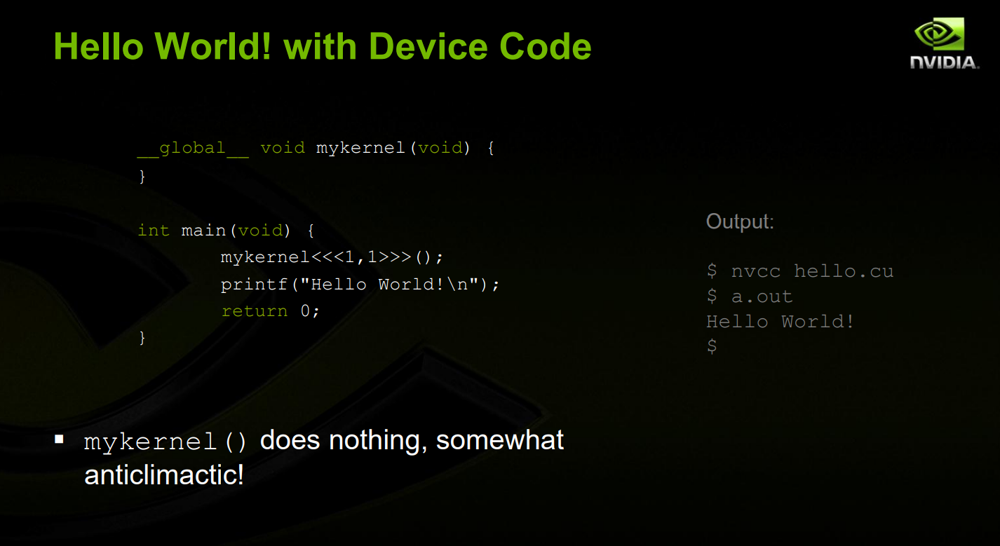 Hello World! with Device Code
NVIDIA.
__global__ void mykernel(void) {
}
int main(void) {
mykernel<<<1,1>>>();
printf("Hello World!\n");
return 0;
}
Output:
$ nvcc hello.cu
$ a.out
Hello World!
$
▪ mykernel() does nothing, somewhat
anticlimactic!